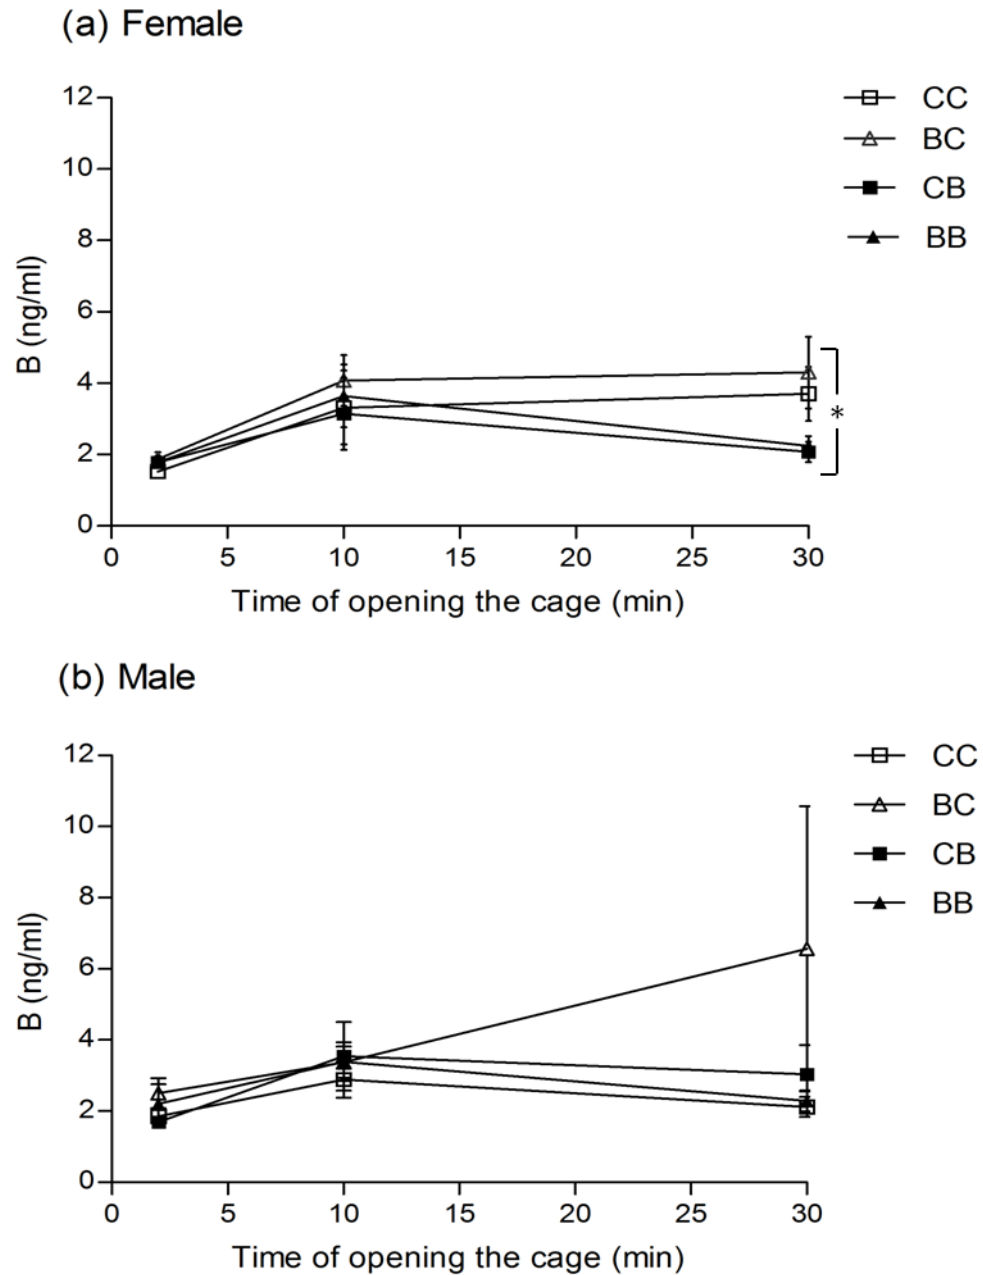 (a) Female
12
10
8
6
4
2
0
B (ng/ml)
CC
BC
CB
BB
*
0 5 10 15 20 25 30
Time of opening the cage (min)
(b) Male
12
10
8
6
4
2
0
B (ng/ml)
CC
BC
CB
BB
0 5 10 15 20 25 30
Time of opening the cage (min)